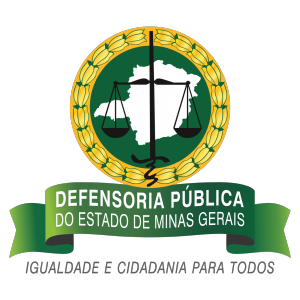 DEFENSORIA PÚBLICA
DO ESTADO DE MINAS GERAIS
IGUALDADE E CIDADANIA PARA TODOS